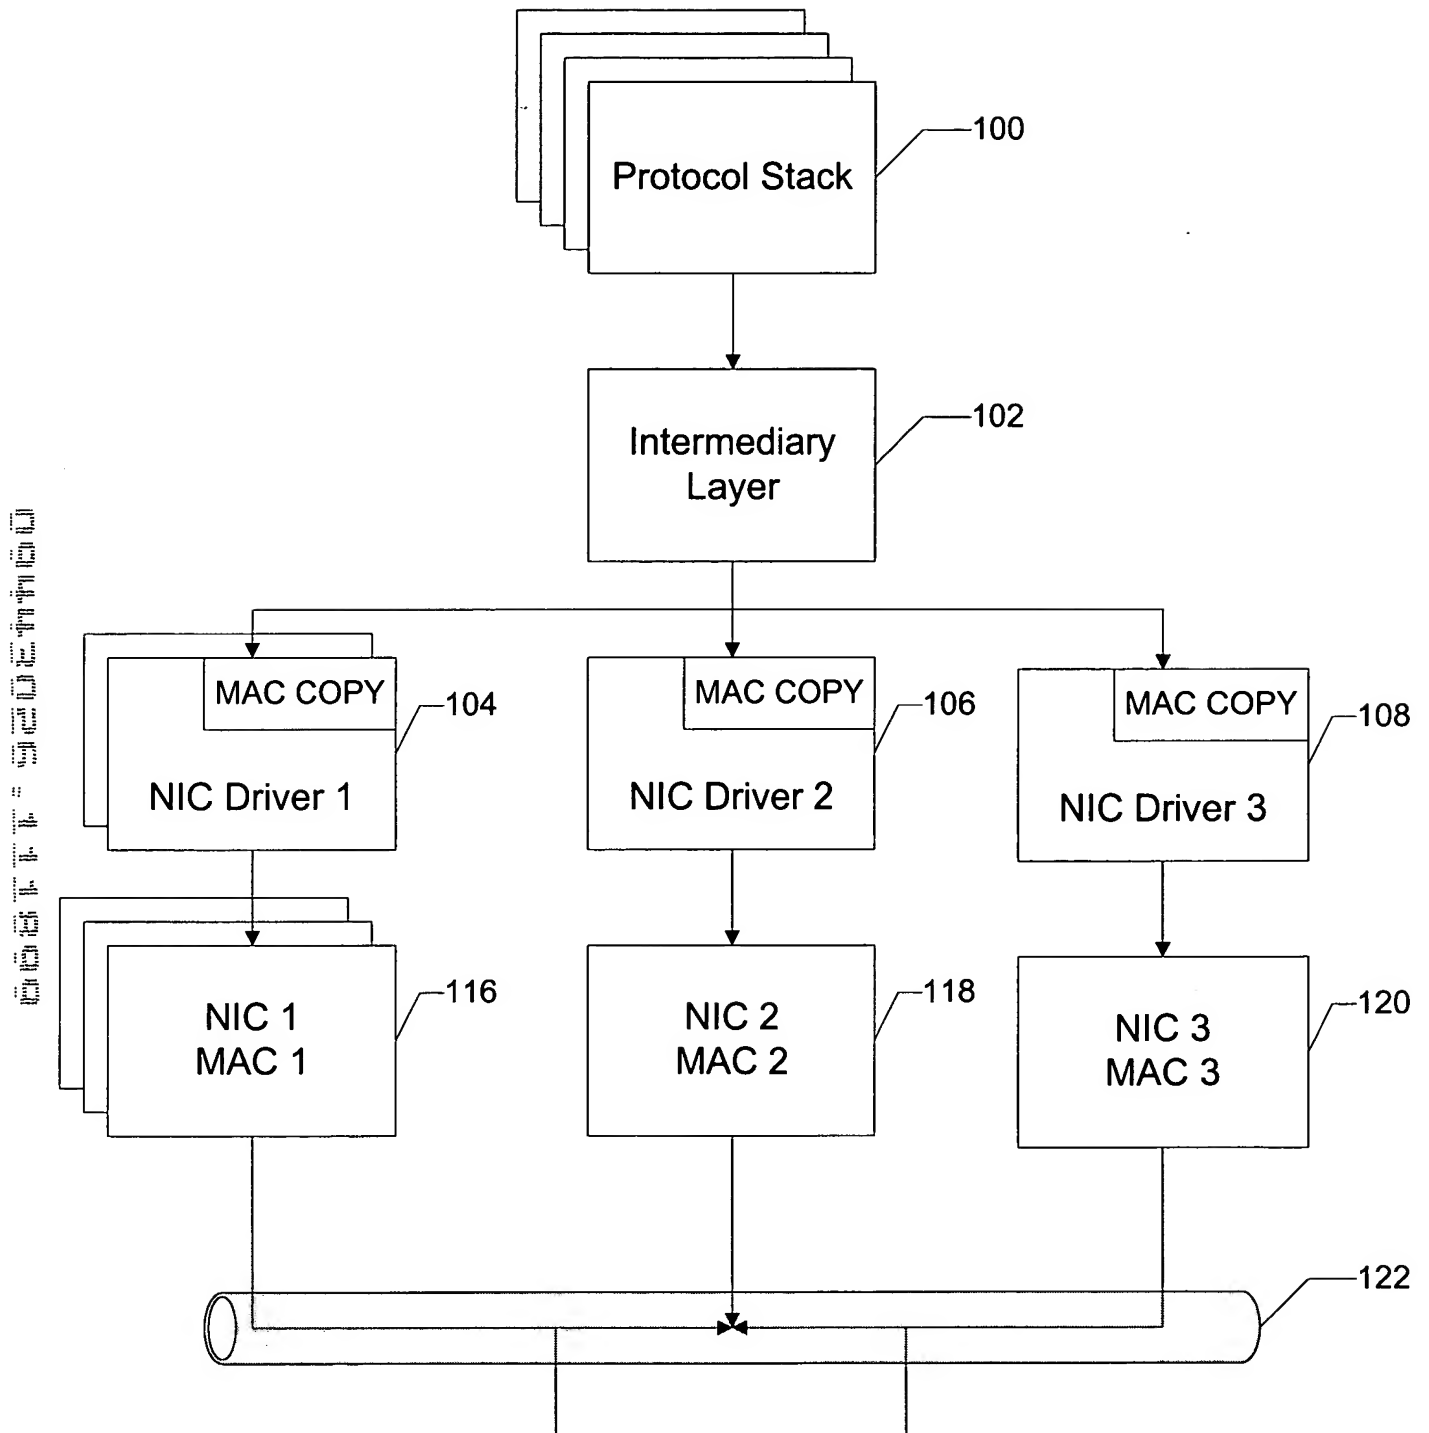 100
Protocol Stack
102
Intermediary
Layer
MAC COPY
104
NIC Driver 1
MAC COPY
106
NIC Driver 2
MAC COPY
108
NIC Driver 3
116
NIC 1
MAC 1
118
NIC 2
MAC 2
120
NIC 3
MAC 3
122